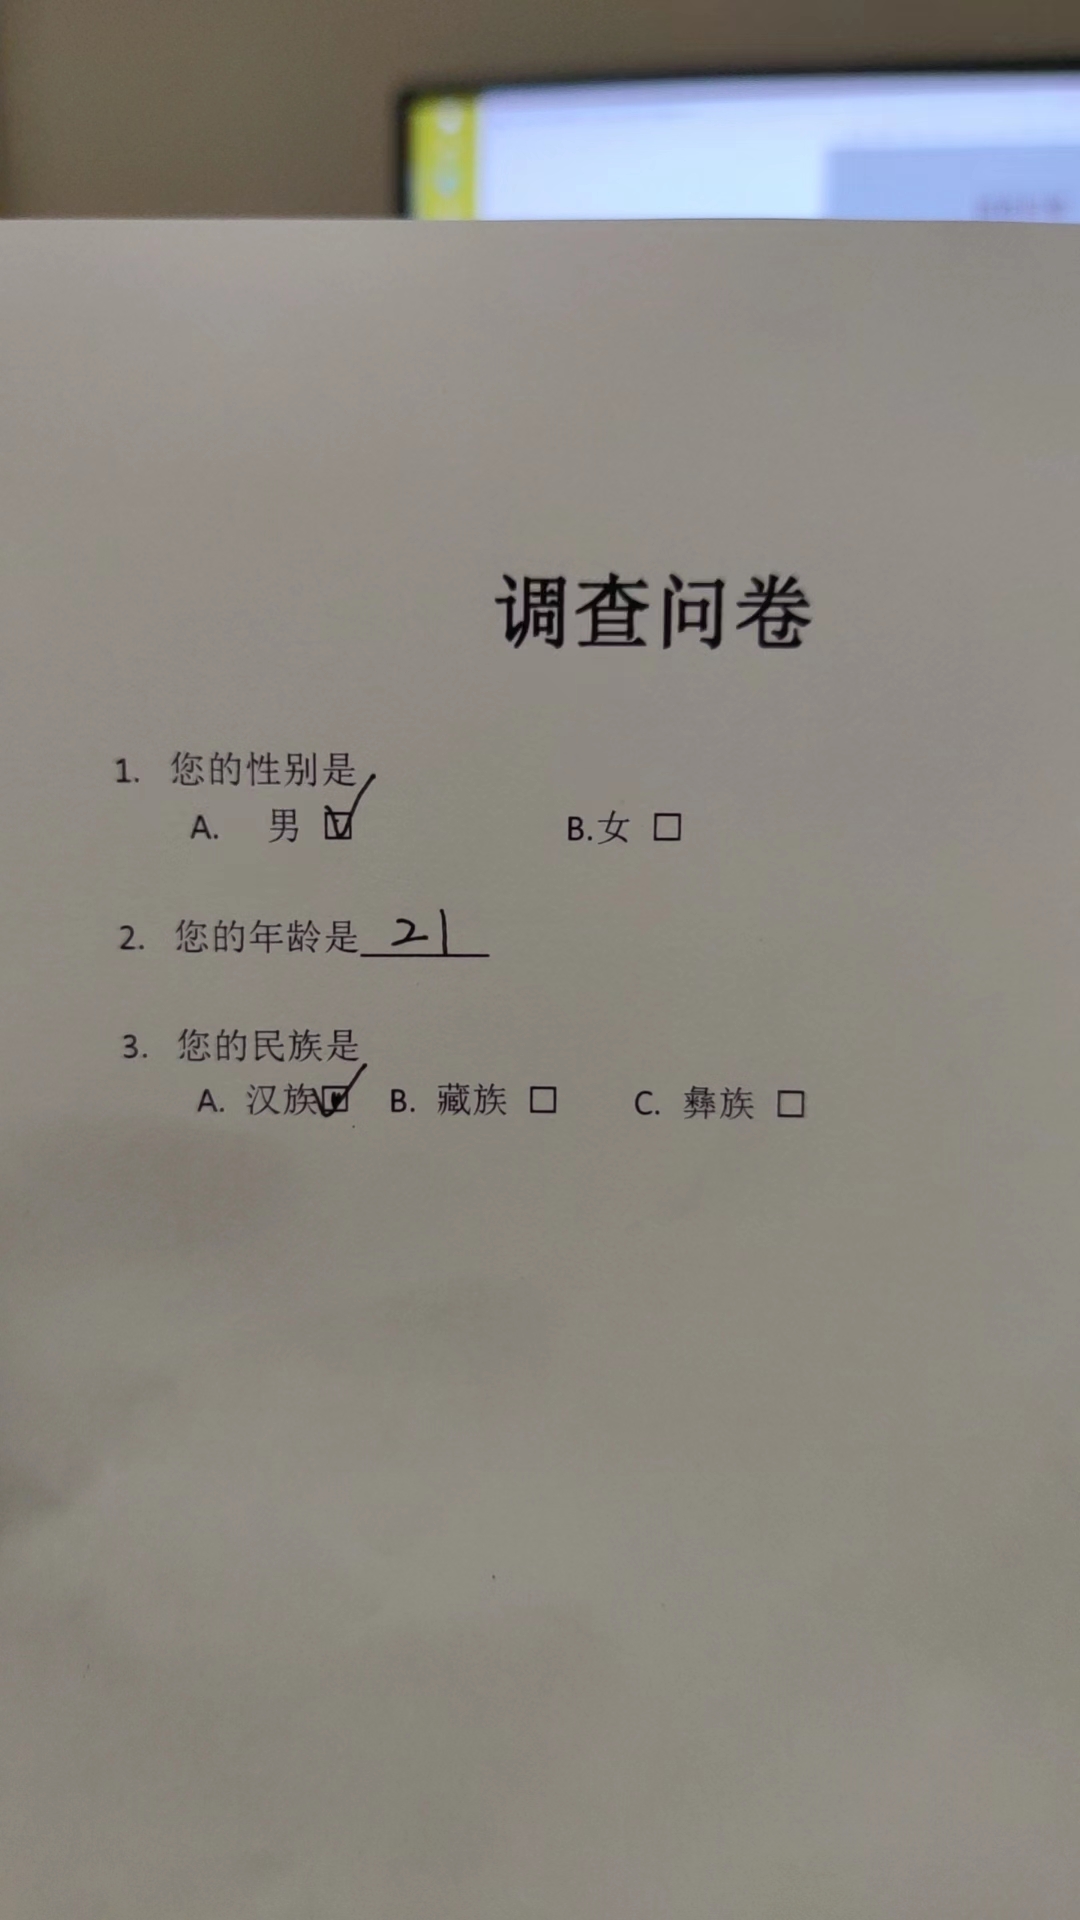 调查问卷
1. 您的性别是
A. 男 ☑ B.女 □
2. 您的年龄是 21
3. 您的民族是
A. 汉族☑ B. 藏族 □ C. 彝族 □